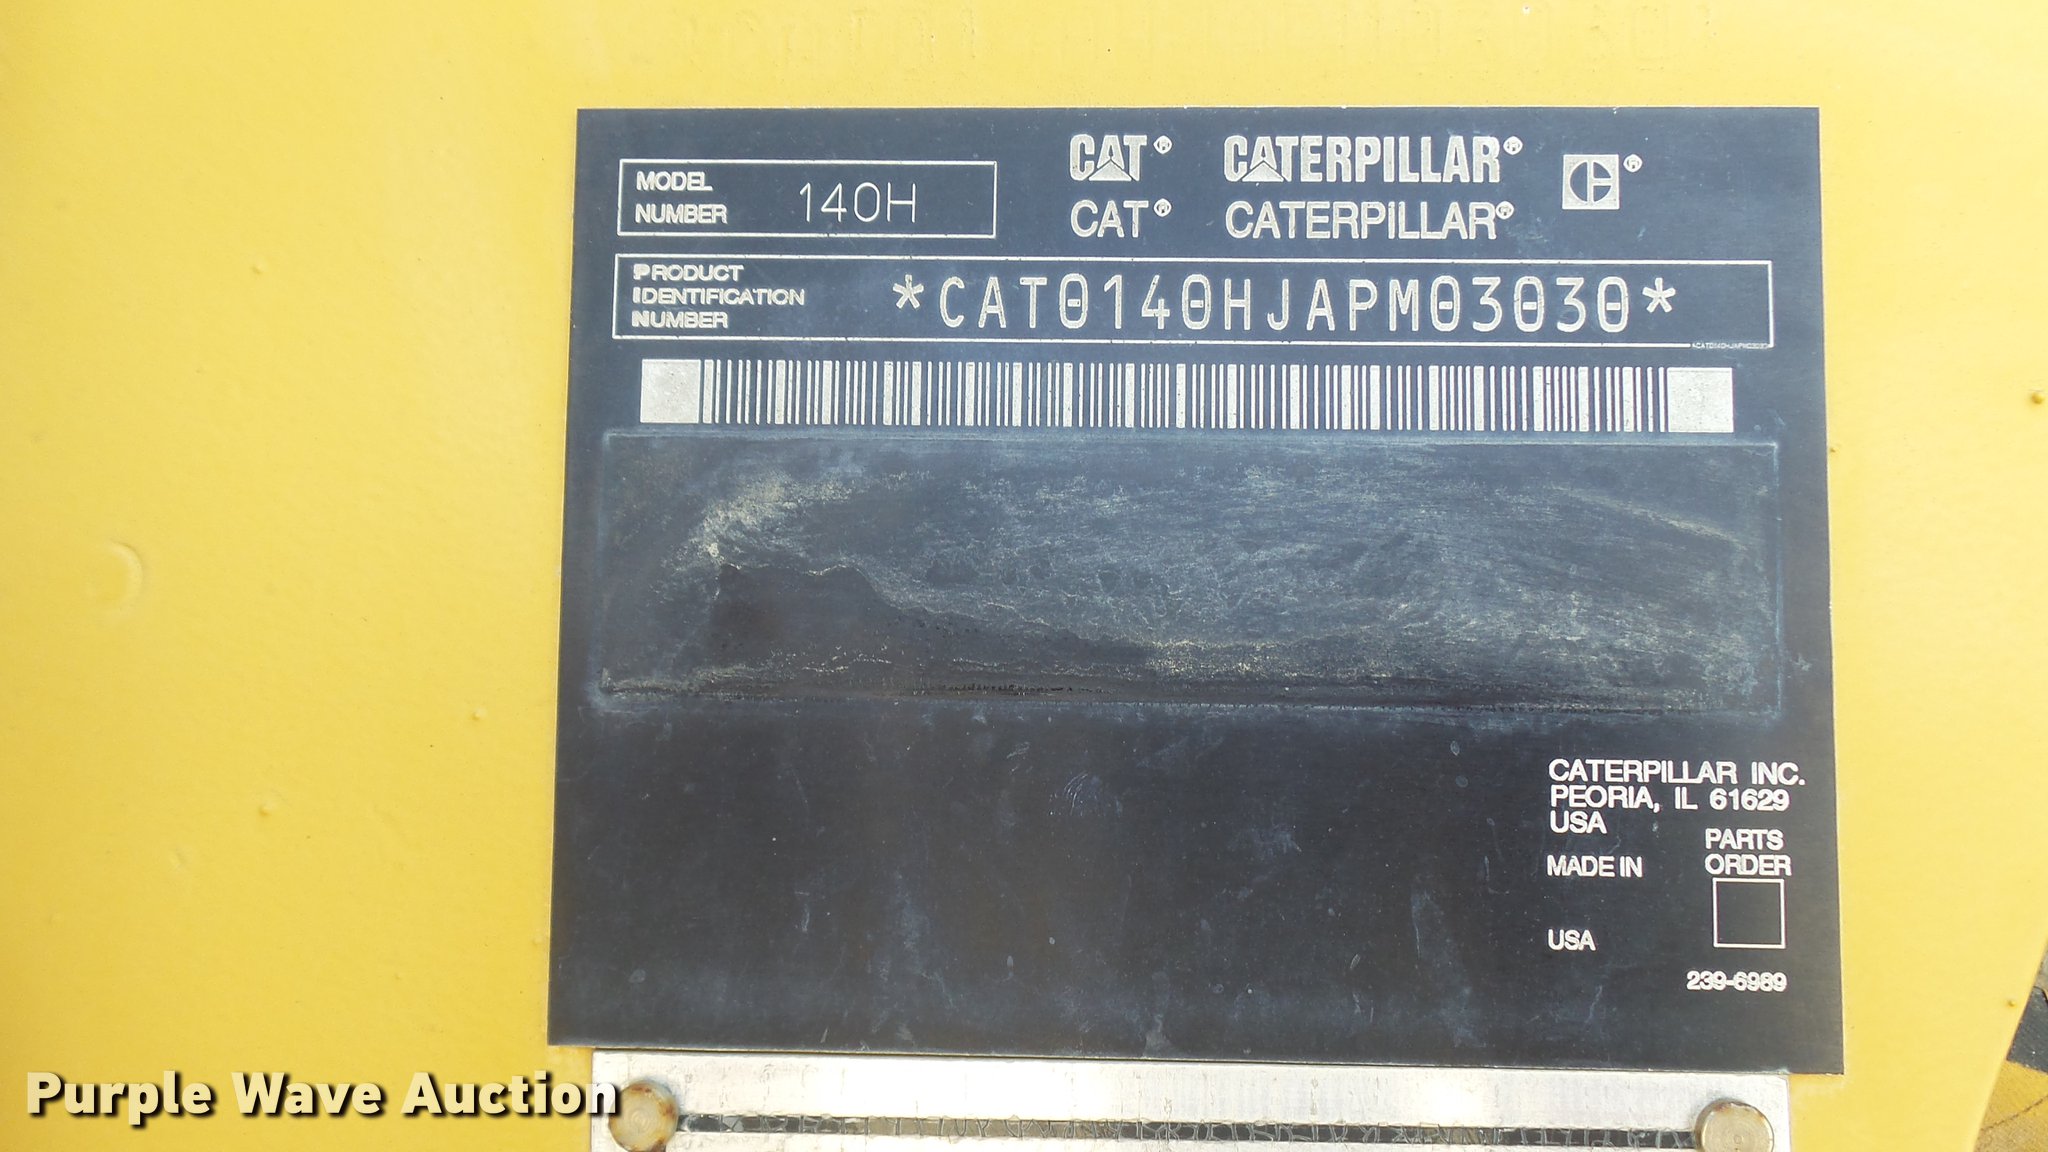 CAT® CATERPILLAR® ®
MODEL
NUMBER 140H
CAT® CATERPILLAR®
PRODUCT
IDENTIFICATION
NUMBER
*CAT0140HJAPM03030*
CATERPILLAR INC.
PEORIA, IL 61629
USA
PARTS
ORDER
MADE IN
USA
239-6989
Purple Wave Auction